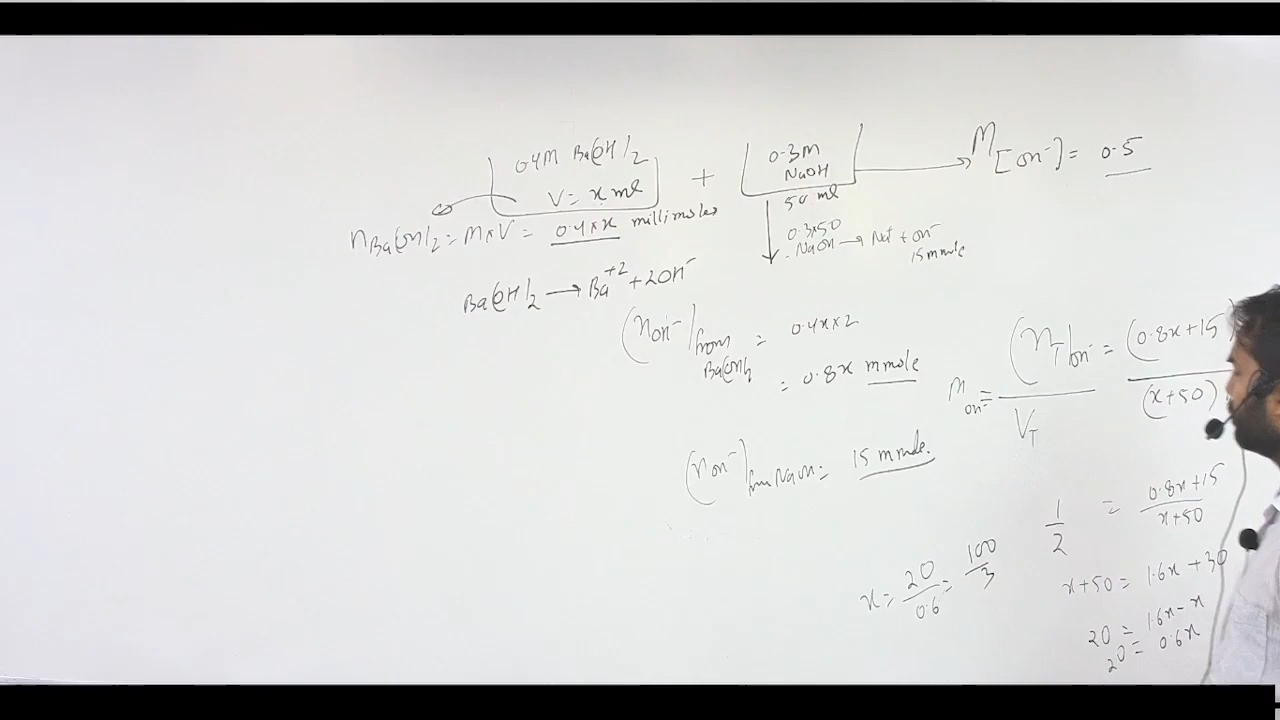 0.4M Ba(OH)2
V = x ml
+
0.3M
NaOH
50 ml
M[OH⁻] = 0.5
nBa(OH)2 = M×V = 0.4×x millimoles
0.3×50
NaOH → Na⁺ + OH⁻
15 mmole
Ba(OH)2 → Ba⁺² + 2OH⁻
(nOH⁻) from Ba(OH)2 = 0.4x×2
= 0.8x mmole
MOH⁻ = (nT)OH⁻ / VT = (0.8x+15) / (x+50)
(nOH⁻) from NaOH = 15 mmole.
1/2 = 0.8x+15 / x+50
x+50 = 1.6x+30
20 = 1.6x-x
20 = 0.6x
x = 20/0.6 = 100/3